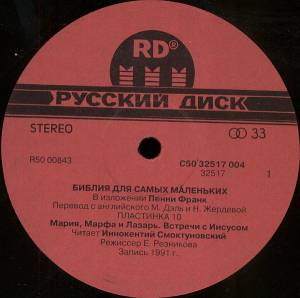 RD®
РУССКИЙ ДИСК
STEREO
33
R50 00843
C50 32517 004
32517
1
БИБЛИЯ ДЛЯ САМЫХ МАЛЕНЬКИХ
В изложении Пенни Франк
Перевод с английского М. Даль и Н. Жердевой
ПЛАСТИНКА 10
Мария, Марфа и Лазарь. Встречи с Иисусом
Читает Иннокентий Смоктуновский
Режиссер Е. Резникова
Запись 1991 г.